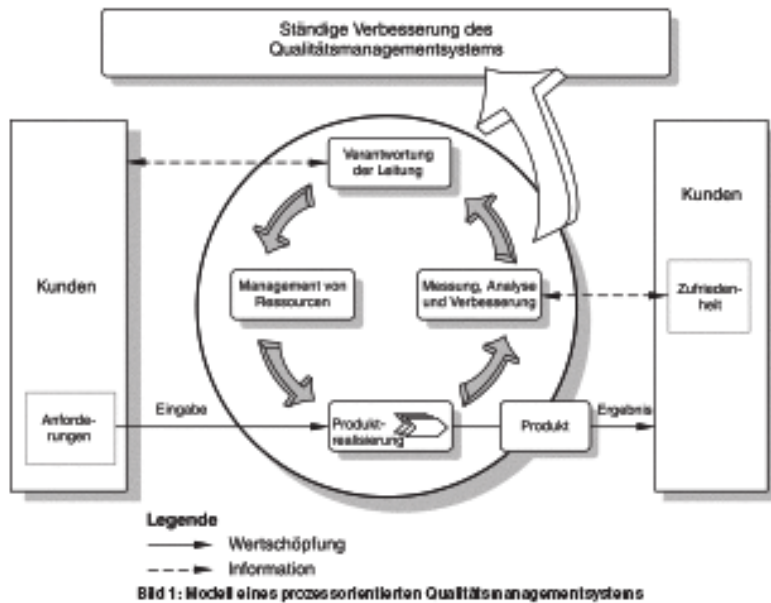 Ständige Verbesserung des
Qualitätsmanagementsystems
Kunden
Anforde-
rungen
Eingabe
Verantwortung
der Leitung
Management von
Ressourcen
Messung, Analyse
und Verbesserung
Produkt-
realisierung
Produkt
Ergebnis
Kunden
Zufrieden-
heit
Legende
Wertschöpfung
Information
Bild 1: Modell eines prozessorientierten Qualitätsmanagementsystems